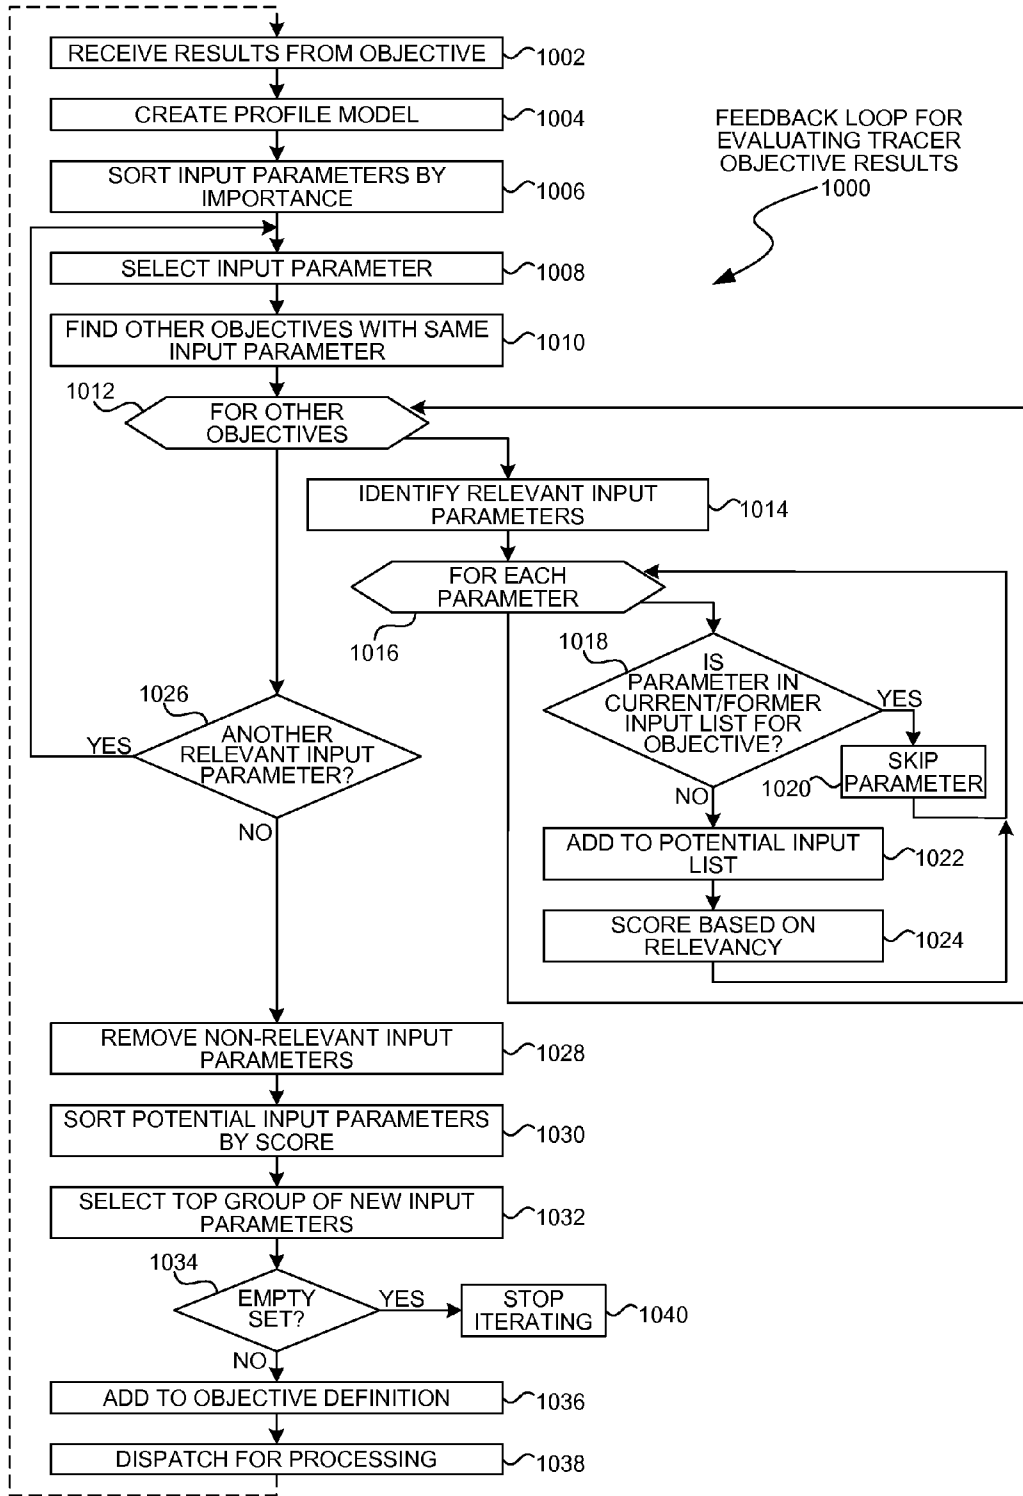 RECEIVE RESULTS FROM OBJECTIVE
1002
CREATE PROFILE MODEL
1004
FEEDBACK LOOP FOR
EVALUATING TRACER
OBJECTIVE RESULTS
1000
SORT INPUT PARAMETERS BY
IMPORTANCE
1006
SELECT INPUT PARAMETER
1008
FIND OTHER OBJECTIVES WITH SAME
INPUT PARAMETER
1010
1012
FOR OTHER
OBJECTIVES
IDENTIFY RELEVANT INPUT
PARAMETERS
1014
FOR EACH
PARAMETER
1016
1018
IS
PARAMETER IN
CURRENT/FORMER
INPUT LIST FOR
OBJECTIVE?
YES
SKIP
PARAMETER
1020
NO
ADD TO POTENTIAL INPUT
LIST
1022
SCORE BASED ON
RELEVANCY
1024
1026
ANOTHER
RELEVANT INPUT
PARAMETER?
YES
NO
REMOVE NON-RELEVANT INPUT
PARAMETERS
1028
SORT POTENTIAL INPUT PARAMETERS
BY SCORE
1030
SELECT TOP GROUP OF NEW INPUT
PARAMETERS
1032
1034
EMPTY
SET?
YES
STOP
ITERATING
1040
NO
ADD TO OBJECTIVE DEFINITION
1036
DISPATCH FOR PROCESSING
1038